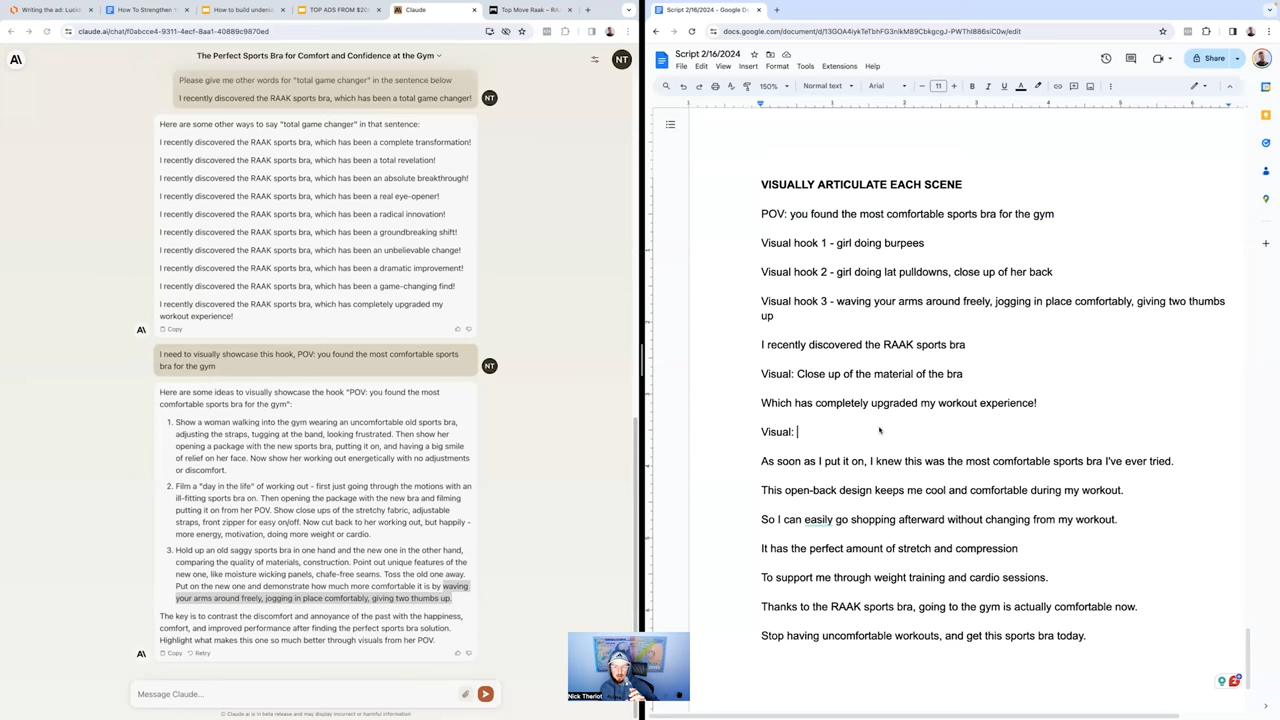 Writing the ad: Lucki
How To Strengthen
How to build undenia
TOP ADS FROM $20
Claude
Top Move Raak – RA
claude.ai/chat/f0abcce4-9311-4ecf-8aa1-40889c9870ed
The Perfect Sports Bra for Comfort and Confidence at the Gym
NT
Please give me other words for "total game changer" in the sentence below
I recently discovered the RAAK sports bra, which has been a total game changer!
NT
Here are some other ways to say "total game changer" in that sentence:
I recently discovered the RAAK sports bra, which has been a complete transformation!
I recently discovered the RAAK sports bra, which has been a total revelation!
I recently discovered the RAAK sports bra, which has been an absolute breakthrough!
I recently discovered the RAAK sports bra, which has been a real eye-opener!
I recently discovered the RAAK sports bra, which has been a radical innovation!
I recently discovered the RAAK sports bra, which has been a groundbreaking shift!
I recently discovered the RAAK sports bra, which has been an unbelievable change!
I recently discovered the RAAK sports bra, which has been a dramatic improvement!
I recently discovered the RAAK sports bra, which has been a game-changing find!
I recently discovered the RAAK sports bra, which has completely upgraded my
workout experience!
Copy
I need to visually showcase this hook, POV: you found the most comfortable sports
bra for the gym
NT
Here are some ideas to visually showcase the hook "POV: you found the most
comfortable sports bra for the gym":
1. Show a woman walking into the gym wearing an uncomfortable old sports bra,
adjusting the straps, tugging at the band, looking frustrated. Then show her
opening a package with the new sports bra, putting it on, and having a big smile
of relief on her face. Now show her working out energetically with no adjustments
or discomfort.
2. Film a "day in the life" of working out - first just going through the motions with an
ill-fitting sports bra on. Then opening the package with the new bra and filming
putting it on from her POV. Show close ups of the stretchy fabric, adjustable
straps, front zipper for easy on/off. Now cut back to her working out, but happily -
more energy, motivation, doing more weight or cardio.
3. Hold up an old saggy sports bra in one hand and the new one in the other hand,
comparing the quality of materials, construction. Point out unique features of the
new one, like moisture wicking panels, chafe-free seams. Toss the old one away.
Put on the new one and demonstrate how much more comfortable it is by waving
your arms around freely, jogging in place comfortably, giving two thumbs up.
The key is to contrast the discomfort and annoyance of the past with the happiness,
comfort, and improved performance after finding the perfect sports bra solution.
Highlight what makes this one so much better through visuals from her POV.
Copy Retry
Message Claude...
Claude.ai is in beta release and may display incorrect or harmful information
Nick Theriot
Script 2/16/2024 - Google Do
Script 2/16/2024
File Edit View Insert Format Tools Extensions Help
Share
150% Normal text Arial 11
VISUALLY ARTICULATE EACH SCENE
POV: you found the most comfortable sports bra for the gym
Visual hook 1 - girl doing burpees
Visual hook 2 - girl doing lat pulldowns, close up of her back
Visual hook 3 - waving your arms around freely, jogging in place comfortably, giving two thumbs
up
I recently discovered the RAAK sports bra
Visual: Close up of the material of the bra
Which has completely upgraded my workout experience!
Visual:
As soon as I put it on, I knew this was the most comfortable sports bra I've ever tried.
This open-back design keeps me cool and comfortable during my workout.
So I can easily go shopping afterward without changing from my workout.
It has the perfect amount of stretch and compression
To support me through weight training and cardio sessions.
Thanks to the RAAK sports bra, going to the gym is actually comfortable now.
Stop having uncomfortable workouts, and get this sports bra today.